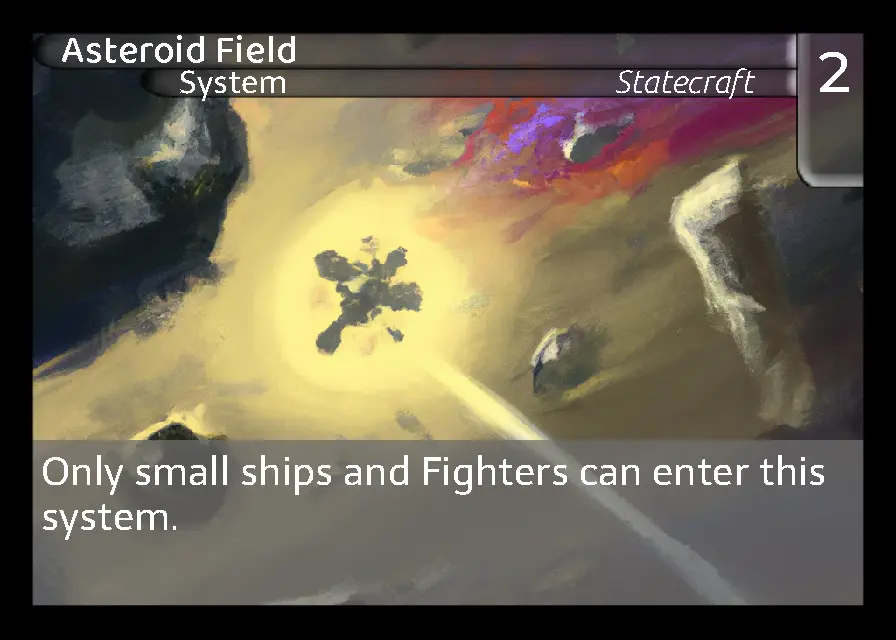 Asteroid Field
2
System
Statecraft
Only small ships and Fighters can enter this
system.